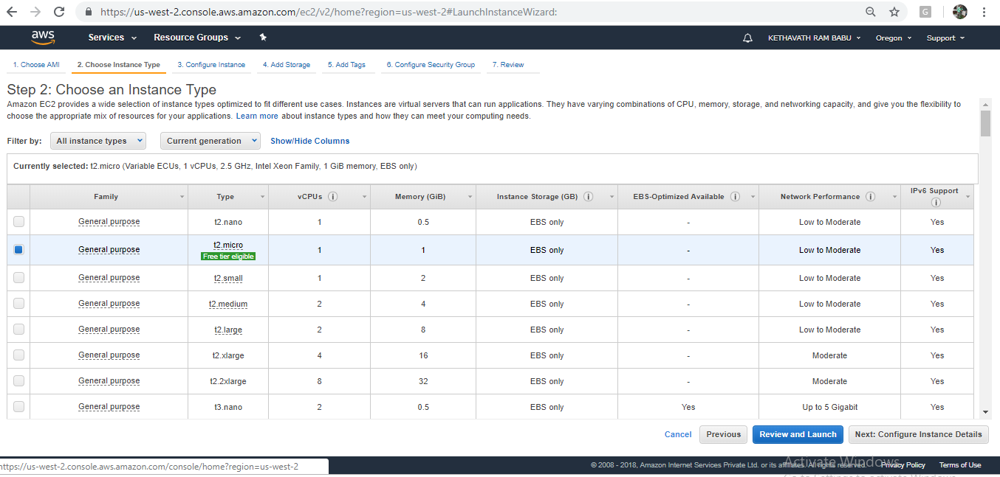 https://us-west-2.console.aws.amazon.com/ec2/v2/home?region=us-west-2#LaunchInstanceWizard:
G
aws Services Resource Groups KETHAVATH RAM BABU Oregon Support
1. Choose AMI 2. Choose Instance Type 3. Configure Instance 4. Add Storage 5. Add Tags 6. Configure Security Group 7. Review
Step 2: Choose an Instance Type
Amazon EC2 provides a wide selection of instance types optimized to fit different use cases. Instances are virtual servers that can run applications. They have varying combinations of CPU, memory, storage, and networking capacity, and give you the flexibility to
choose the appropriate mix of resources for your applications. Learn more about instance types and how they can meet your computing needs.
Filter by: All instance types Current generation Show/Hide Columns
Currently selected: t2.micro (Variable ECUs, 1 vCPUs, 2.5 GHz, Intel Xeon Family, 1 GiB memory, EBS only)
Family Type vCPUs Memory (GiB) Instance Storage (GB) EBS-Optimized Available Network Performance IPv6 Support
General purpose t2.nano 1 0.5 EBS only - Low to Moderate Yes
General purpose t2.micro 1 1 EBS only - Low to Moderate Yes
Free tier eligible
General purpose t2.small 1 2 EBS only - Low to Moderate Yes
General purpose t2.medium 2 4 EBS only - Low to Moderate Yes
General purpose t2.large 2 8 EBS only - Low to Moderate Yes
General purpose t2.xlarge 4 16 EBS only - Moderate Yes
General purpose t2.2xlarge 8 32 EBS only - Moderate Yes
General purpose t3.nano 2 0.5 EBS only Yes Up to 5 Gigabit Yes
Cancel Previous Review and Launch Next: Configure Instance Details
https://us-west-2.console.aws.amazon.com/console/home?region=us-west-2
© 2008 - 2018, Amazon Internet Services Private Ltd. or its affiliates. All rights reserved. Privacy Policy Terms of Use
Activate Windows